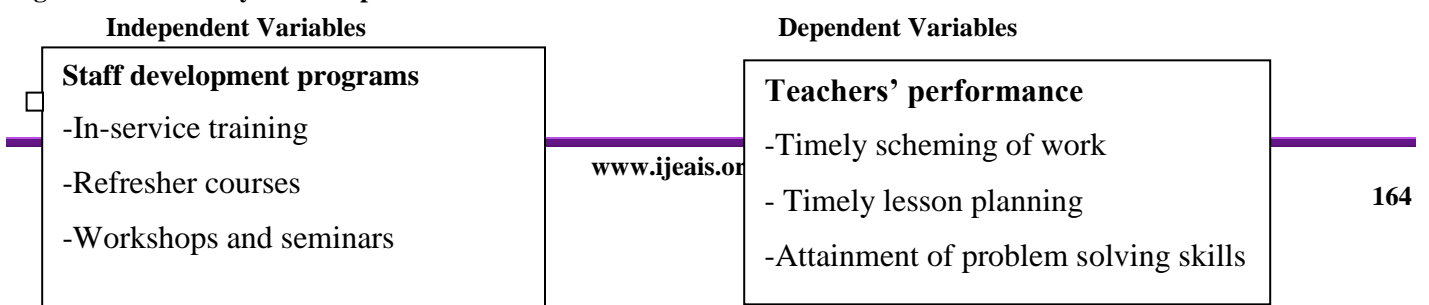 Independent Variables
Dependent Variables
Staff development programs
-In-service training
-Refresher courses
-Workshops and seminars
Teachers’ performance
-Timely scheming of work
- Timely lesson planning
-Attainment of problem solving skills
www.ijeais.or
164